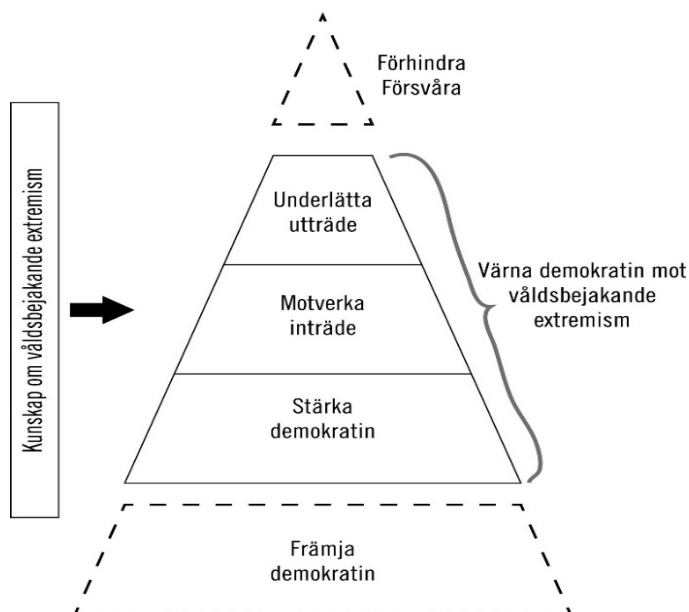 Förhindra
Försvåra
Kunskap om våldsbejakande extremism
Underlätta
utträde
Motverka
inträde
Stärka
demokratin
Värna demokratin mot
våldsbejakande
extremism
Främja
demokratin